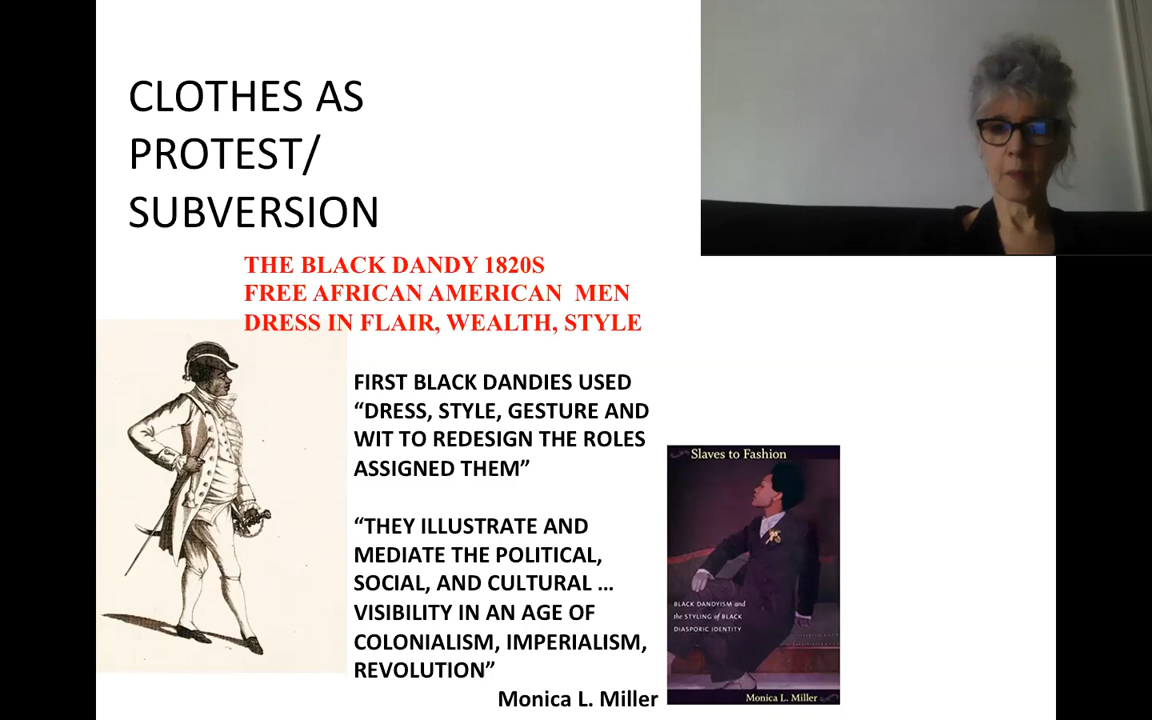 CLOTHES AS
PROTEST/
SUBVERSION
THE BLACK DANDY 1820S
FREE AFRICAN AMERICAN MEN
DRESS IN FLAIR, WEALTH, STYLE
FIRST BLACK DANDIES USED
“DRESS, STYLE, GESTURE AND
WIT TO REDESIGN THE ROLES
ASSIGNED THEM”
“THEY ILLUSTRATE AND
MEDIATE THE POLITICAL,
SOCIAL, AND CULTURAL ...
VISIBILITY IN AN AGE OF
COLONIALISM, IMPERIALISM,
REVOLUTION”
Monica L. Miller
Slaves to Fashion
BLACK DANDYISM and
the STYLING of BLACK
DIASPORIC IDENTITY
Monica L. Miller